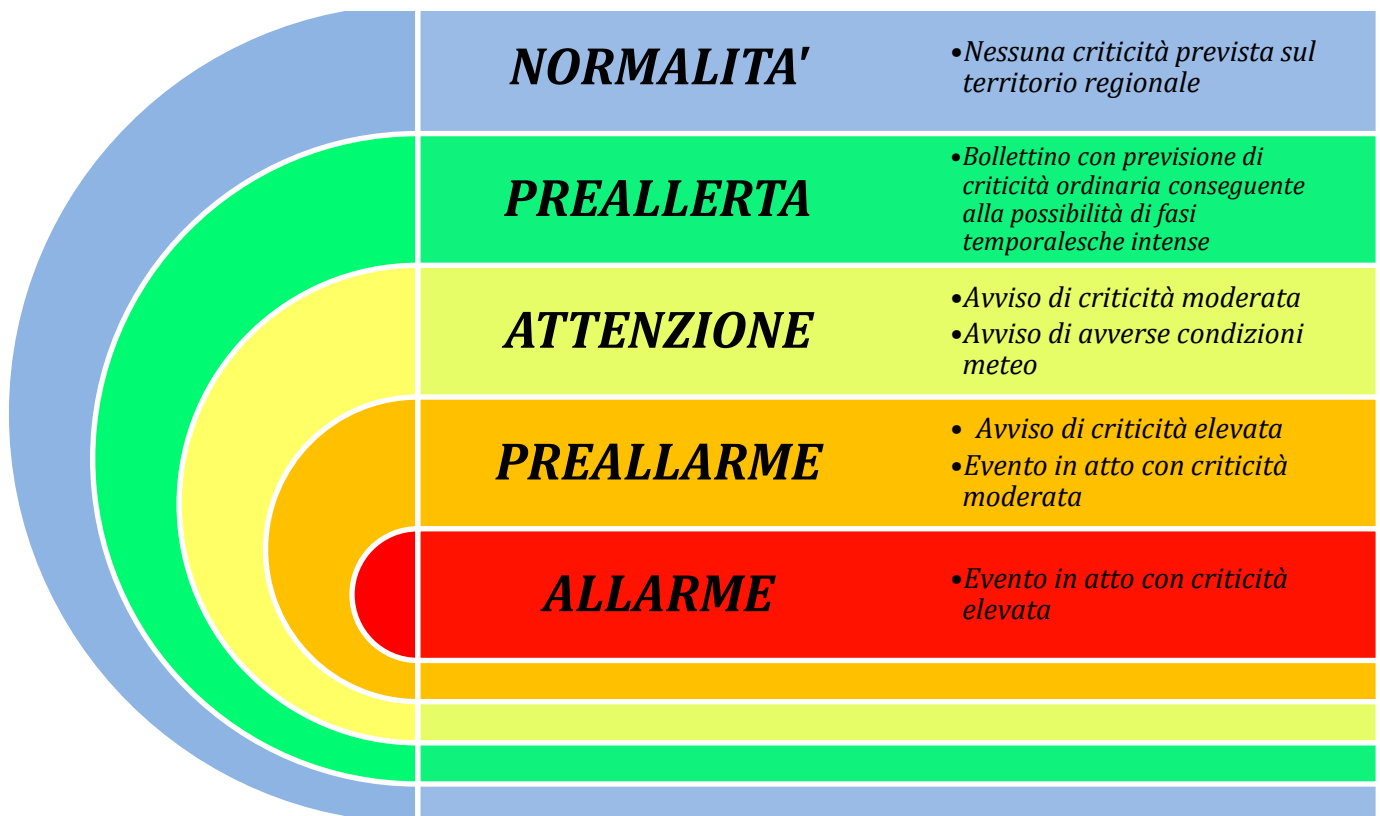 NORMALITA'
•Nessuna criticità prevista sul
territorio regionale
PREALLERTA
•Bollettino con previsione di
criticità ordinaria conseguente
alla possibilità di fasi
temporalesche intense
ATTENZIONE
•Avviso di criticità moderata
•Avviso di avverse condizioni
meteo
PREALLARME
• Avviso di criticità elevata
•Evento in atto con criticità
moderata
ALLARME
•Evento in atto con criticità
elevata